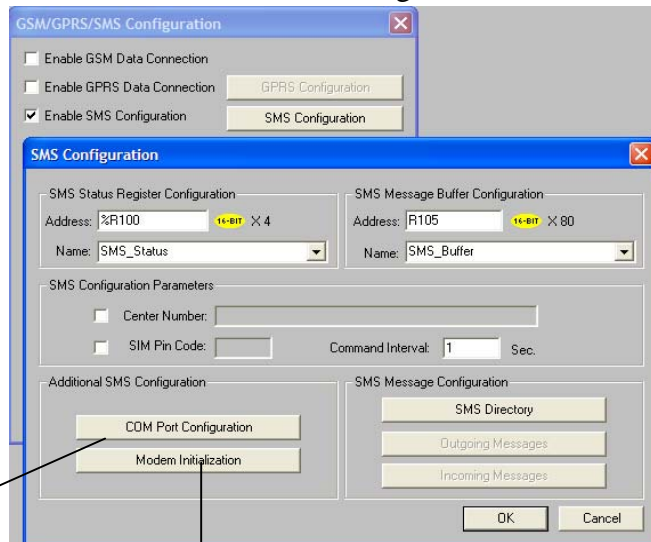 GSM/GPRS/SMS Configuration
Enable GSM Data Connection
Enable GPRS Data Connection
GPRS Configuration
Enable SMS Configuration
SMS Configuration
SMS Configuration
SMS Status Register Configuration
Address: %R100 16-BIT X 4
Name: SMS_Status
SMS Message Buffer Configuration
Address: R105 16-BIT X 80
Name: SMS_Buffer
SMS Configuration Parameters
Center Number:
SIM Pin Code:
Command Interval: 1 Sec.
Additional SMS Configuration
COM Port Configuration
Modem Initialization
SMS Message Configuration
SMS Directory
Outgoing Messages
Incoming Messages
OK
Cancel